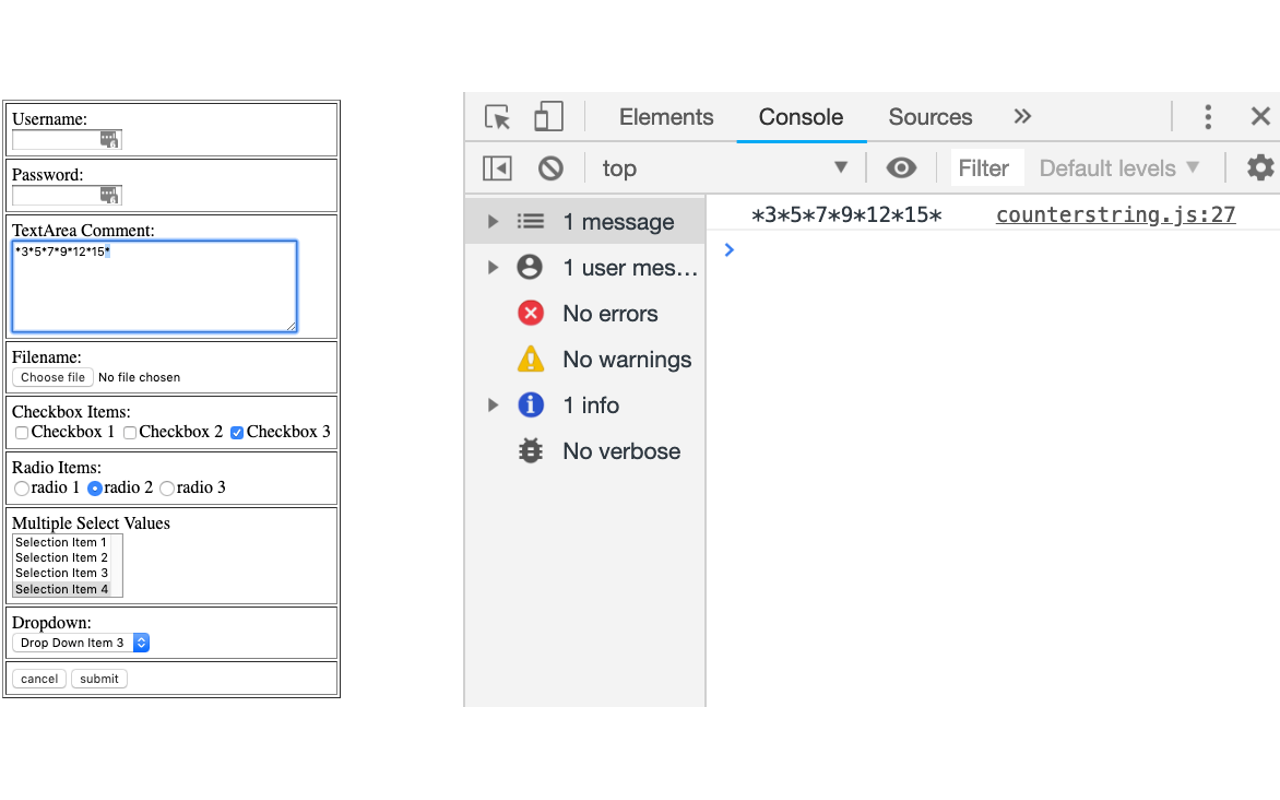 Username:
Password:
TextArea Comment:
*3*5*7*9*12*15*
Filename:
Choose file No file chosen
Checkbox Items:
Checkbox 1 Checkbox 2 Checkbox 3
Radio Items:
radio 1 radio 2 radio 3
Multiple Select Values
Selection Item 1
Selection Item 2
Selection Item 3
Selection Item 4
Dropdown:
Drop Down Item 3
cancel submit
Elements Console Sources »
top Filter Default levels
1 message
1 user mes...
No errors
No warnings
1 info
No verbose
*3*5*7*9*12*15* counterstring.js:27